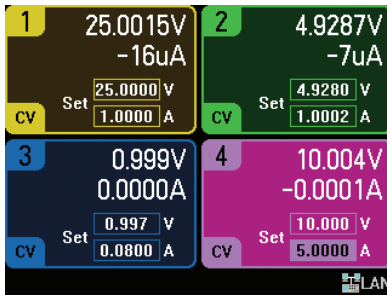 1 25.0015V
-16uA
Set 25.0000 V
CV 1.0000 A
2 4.9287V
-7uA
Set 4.9280 V
CV 1.0002 A
3 0.999V
0.0000A
Set 0.997 V
CV 0.0800 A
4 10.004V
-0.0001A
Set 10.000 V
CV 5.0000 A
LAN